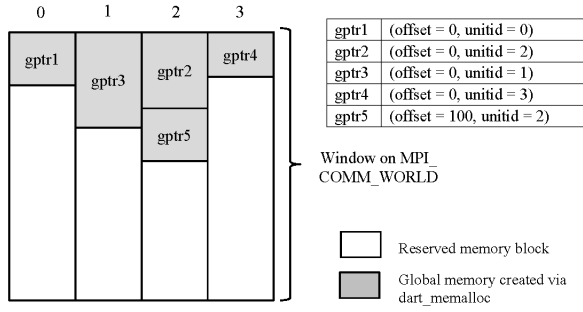 0 1 2 3
gptr1
gptr3
gptr2
gptr4
gptr5
gptr1 (offset = 0, unitid = 0)
gptr2 (offset = 0, unitid = 2)
gptr3 (offset = 0, unitid = 1)
gptr4 (offset = 0, unitid = 3)
gptr5 (offset = 100, unitid = 2)
Window on MPI_
COMM_WORLD
Reserved memory block
Global memory created via
dart_memalloc